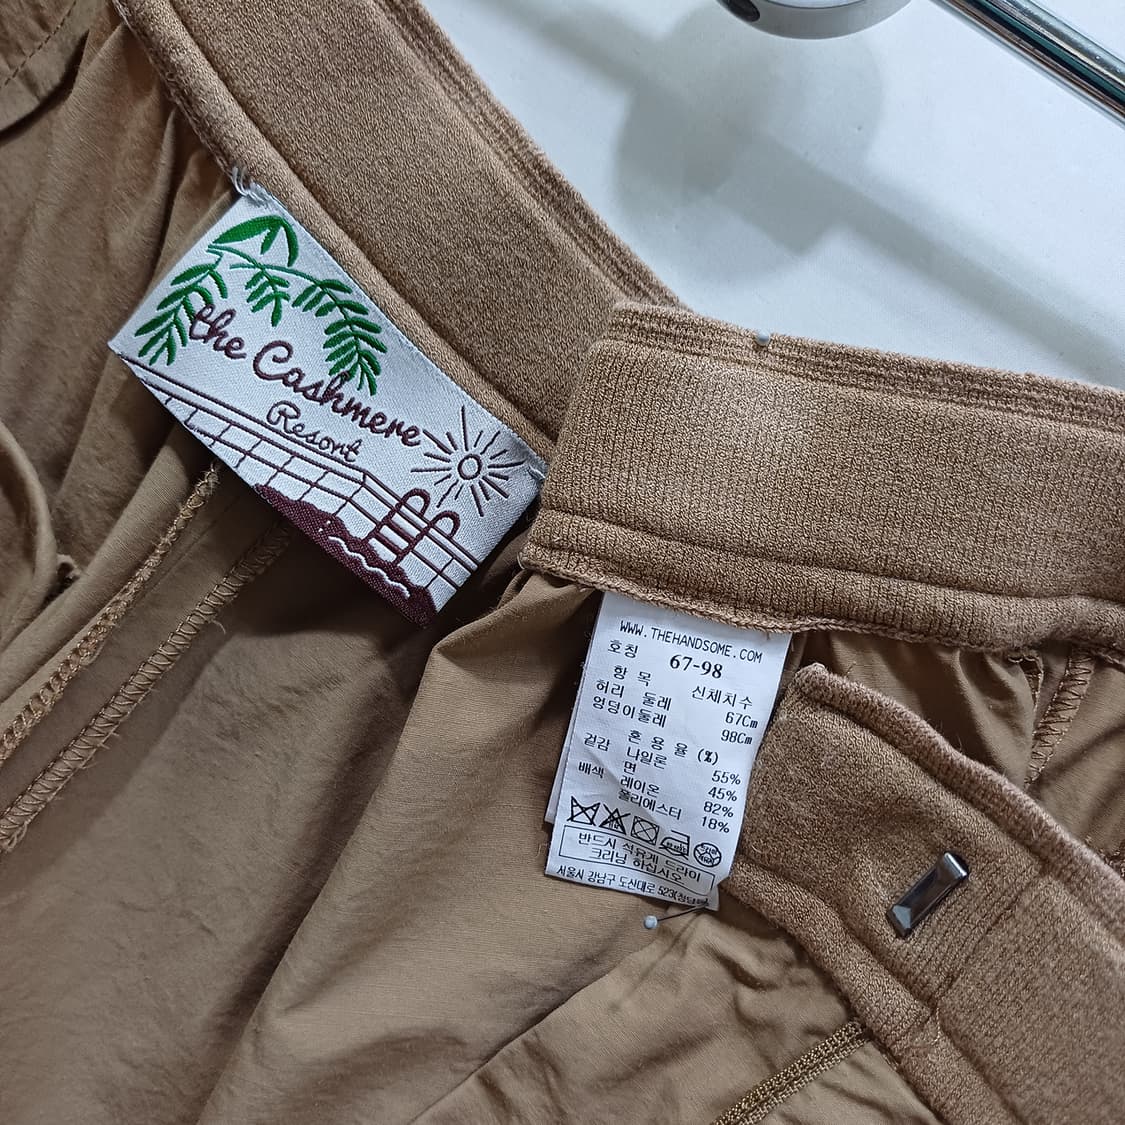 the Cashmere
Resort
WWW.THEHANDSOME.COM
호칭 67-98
항 목 신체치수
허리 둘레 67Cm
엉덩이둘레 98Cm
혼 용 율 (%)
겉감 나일론 55%
면 45%
배색 레이온 82%
폴리에스터 18%
반드시 석유계 드라이
크리닝 하십시오
서울시 강남구 도산대로 523(청담